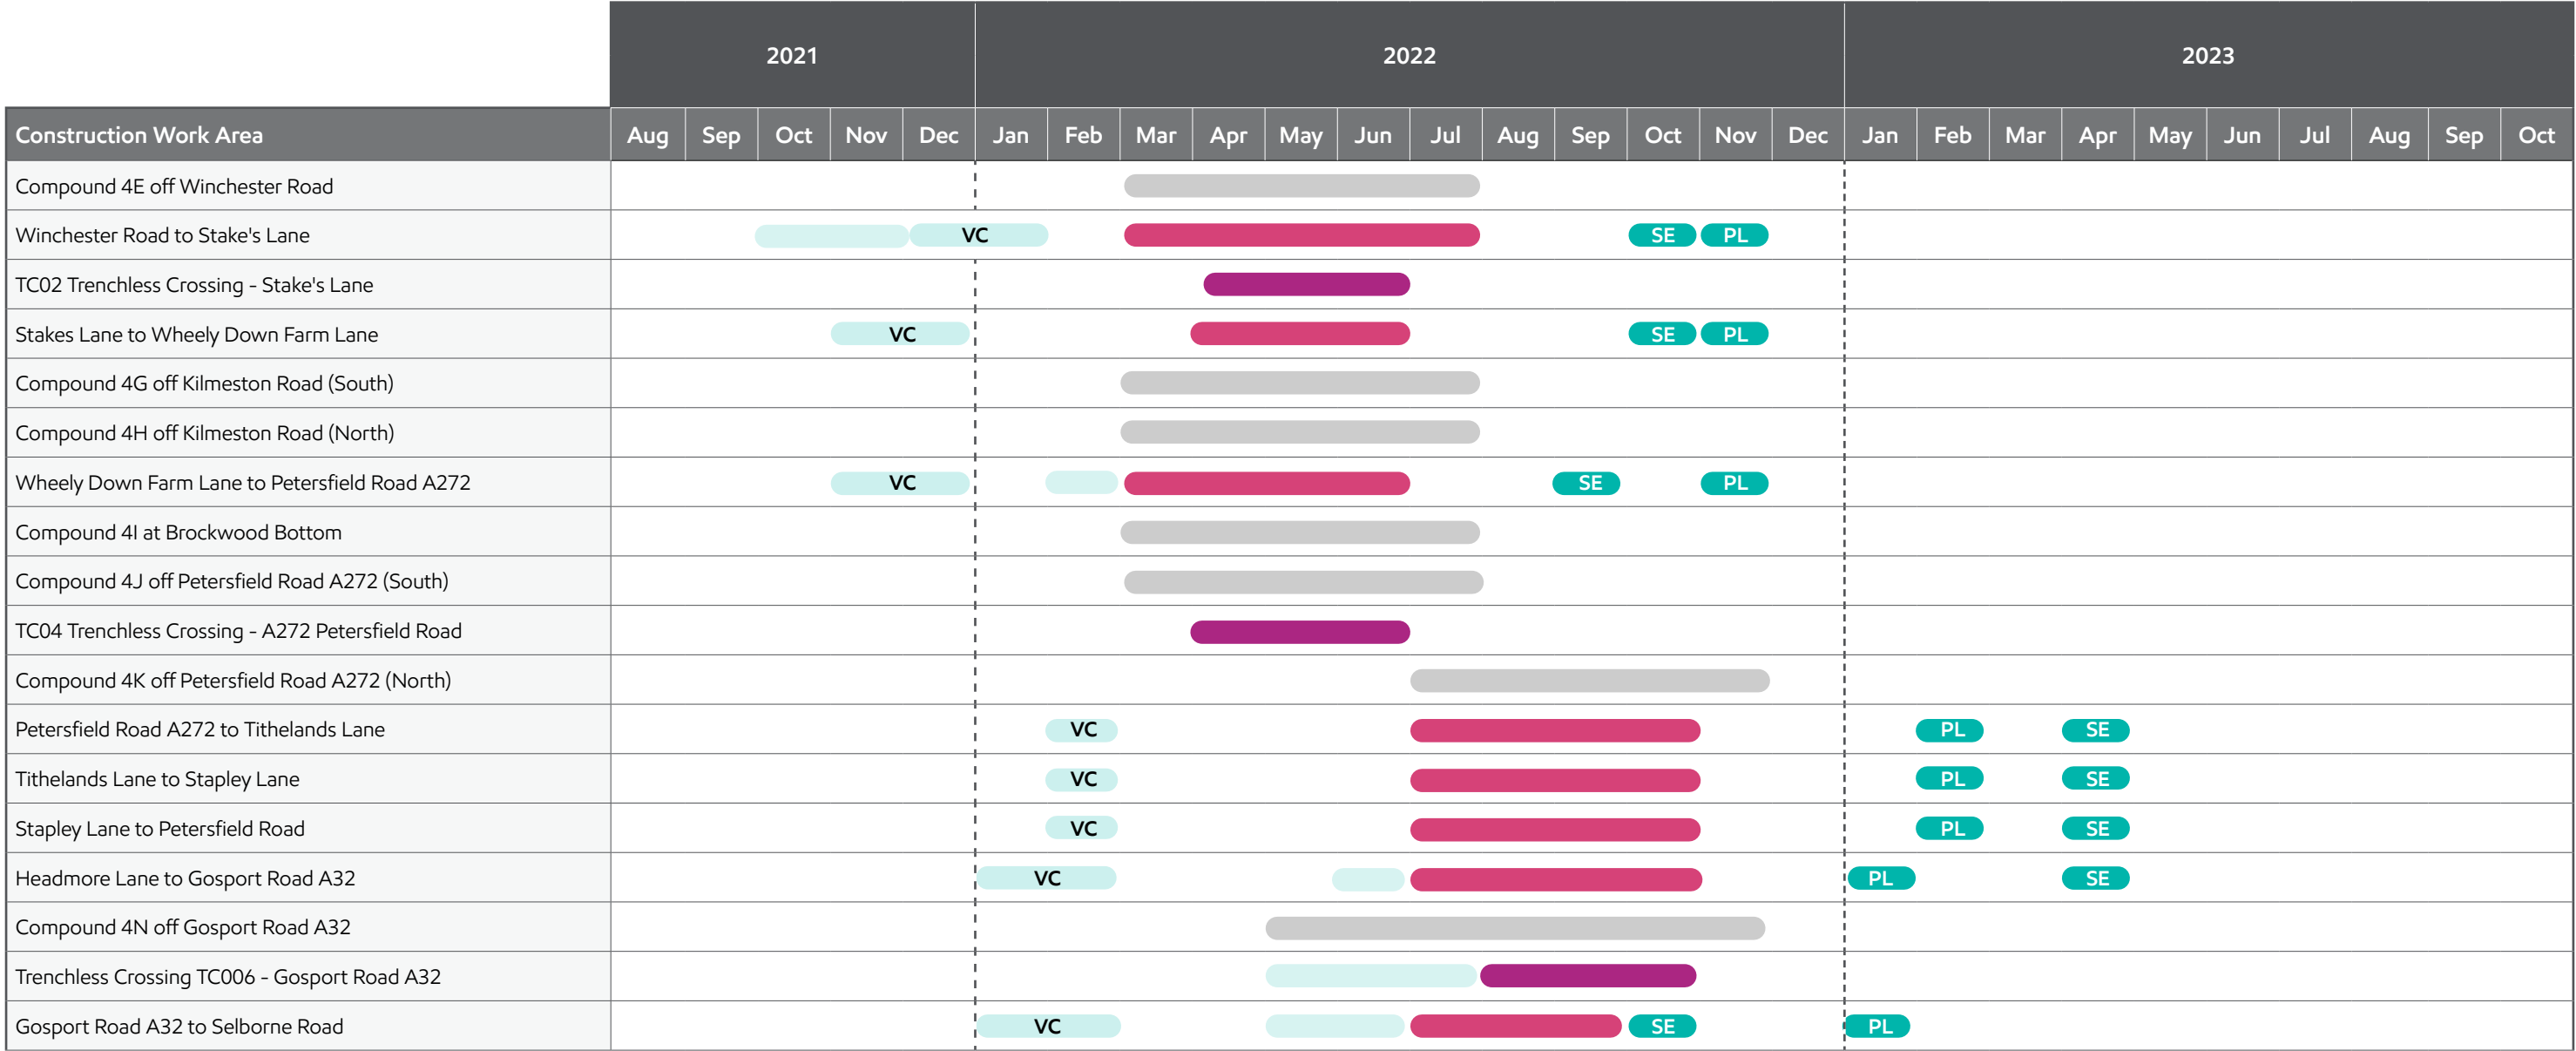 2021 2022 2023
Construction Work Area Aug Sep Oct Nov Dec Jan Feb Mar Apr May Jun Jul Aug Sep Oct Nov Dec Jan Feb Mar Apr May Jun Jul Aug Sep Oct
Compound 4E off Winchester Road
Winchester Road to Stake's Lane VC SE PL
TC02 Trenchless Crossing - Stake's Lane
Stakes Lane to Wheely Down Farm Lane VC SE PL
Compound 4G off Kilmeston Road (South)
Compound 4H off Kilmeston Road (North)
Wheely Down Farm Lane to Petersfield Road A272 VC SE PL
Compound 4I at Brockwood Bottom
Compound 4J off Petersfield Road A272 (South)
TC04 Trenchless Crossing - A272 Petersfield Road
Compound 4K off Petersfield Road A272 (North)
Petersfield Road A272 to Tithelands Lane VC PL SE
Tithelands Lane to Stapley Lane VC PL SE
Stapley Lane to Petersfield Road VC PL SE
Headmore Lane to Gosport Road A32 VC PL SE
Compound 4N off Gosport Road A32
Trenchless Crossing TC006 - Gosport Road A32
Gosport Road A32 to Selborne Road VC SE PL